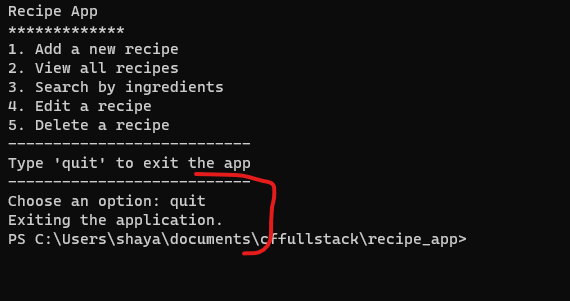 Recipe App
*************
1. Add a new recipe
2. View all recipes
3. Search by ingredients
4. Edit a recipe
5. Delete a recipe
---------------------------
Type 'quit' to exit the app
---------------------------
Choose an option: quit
Exiting the application.
PS C:\Users\shaya\documents\cffullstack\recipe_app>